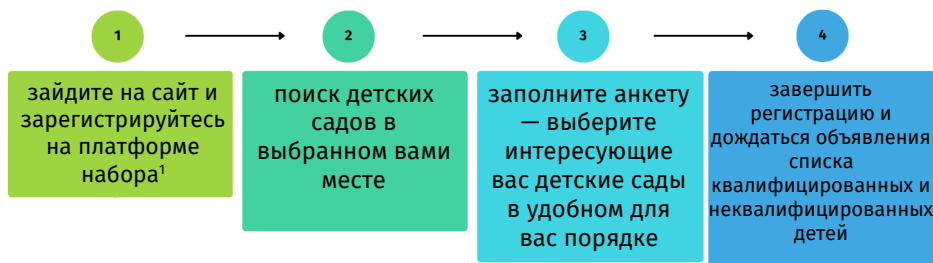 1
2
3
4
зайдите на сайт и
зарегистрируйтесь
на платформе
набора¹
поиск детских
садов в
выбранном вами
месте
заполните анкету
— выберите
интересующие
вас детские сады
в удобном для
вас порядке
завершить
регистрацию и
дождаться объявления
списка
квалифицированных и
неквалифицированных
детей